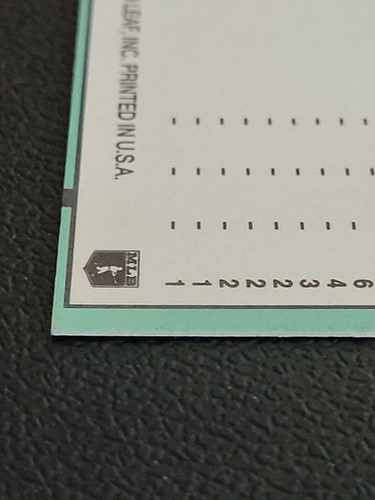 LEAF, INC. PRINTED IN U.S.A.
- - - - - - - -
- - - - - - - -
- - - - - - -
1 1 2 2 2 3 4 6
MLB